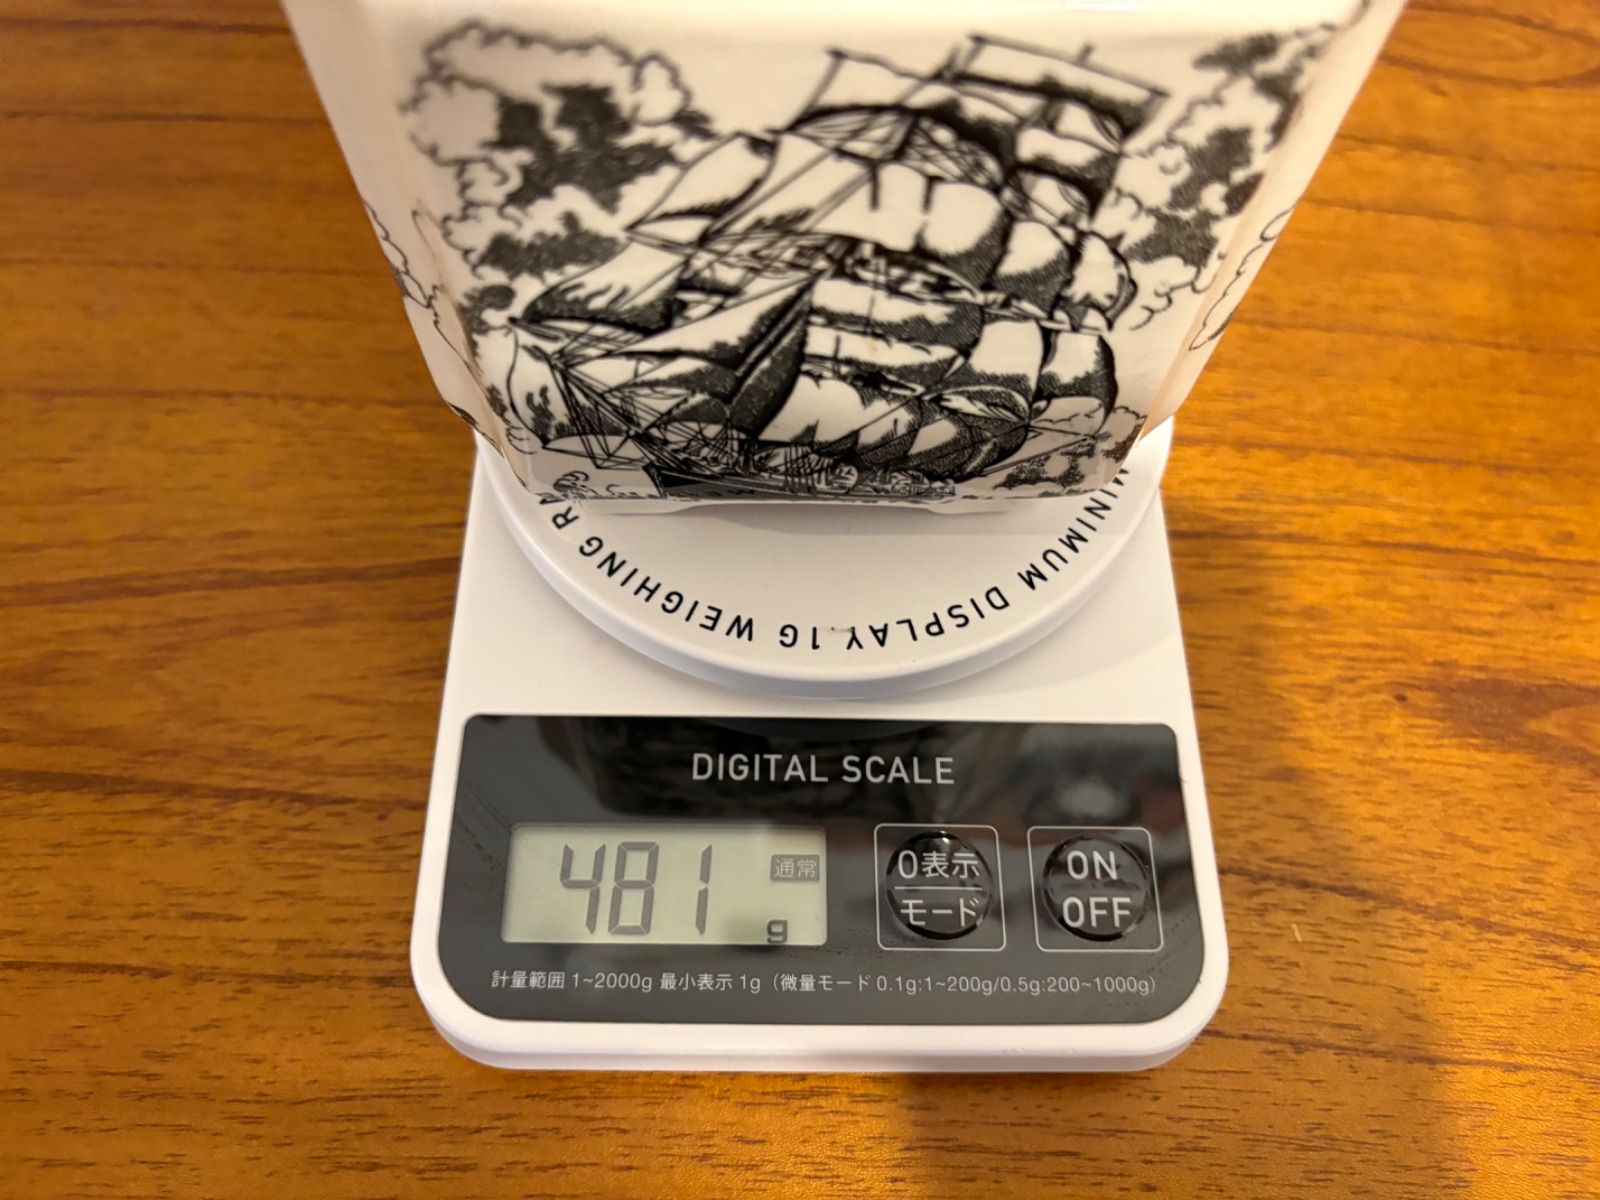 MINIMUM DISPLAY.1G WEIGHING
DIGITAL SCALE
481 g 通常
0表示
モード
ON
OFF
計量範囲 1~2000g 最小表示 1g（微量モード 0.1g:1~200g/0.5g:200~1000g）